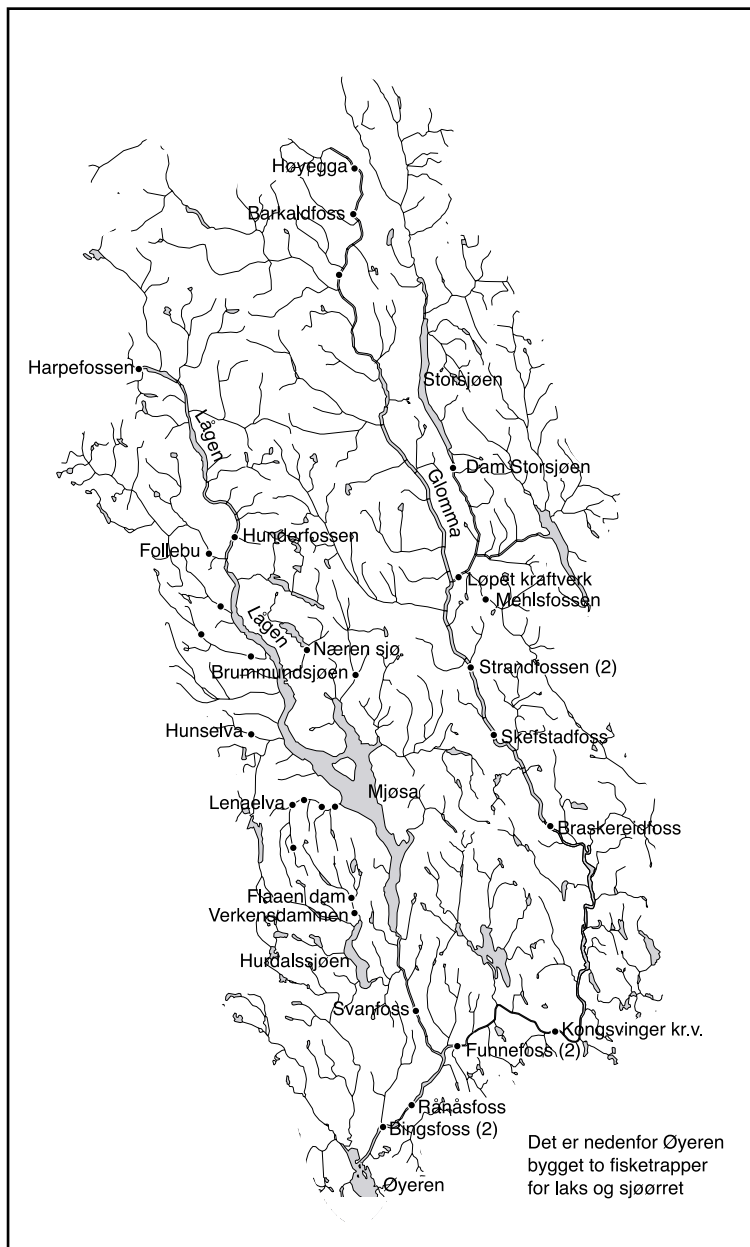 Høyegga
Barkaldfoss
Harpefossen
Storsjøen
Lågen
Dam Storsjøen
Glomma
Hunderfossen
Follebu
Løpet kraftverk
Mehlsfossen
Lågen
Næren sjø
Strandfossen (2)
Brummundsjøen
Hunselva
Skefstadfoss
Mjøsa
Lenaelva
Braskereidfoss
Flaaen dam
Verkensdammen
Hurdalssjøen
Svanfoss
Kongsvinger kr.v.
Funnefoss (2)
Rånåsfoss
Bingsfoss (2)
Det er nedenfor Øyeren
bygget to fisketrapper
for laks og sjøørret
Øyeren